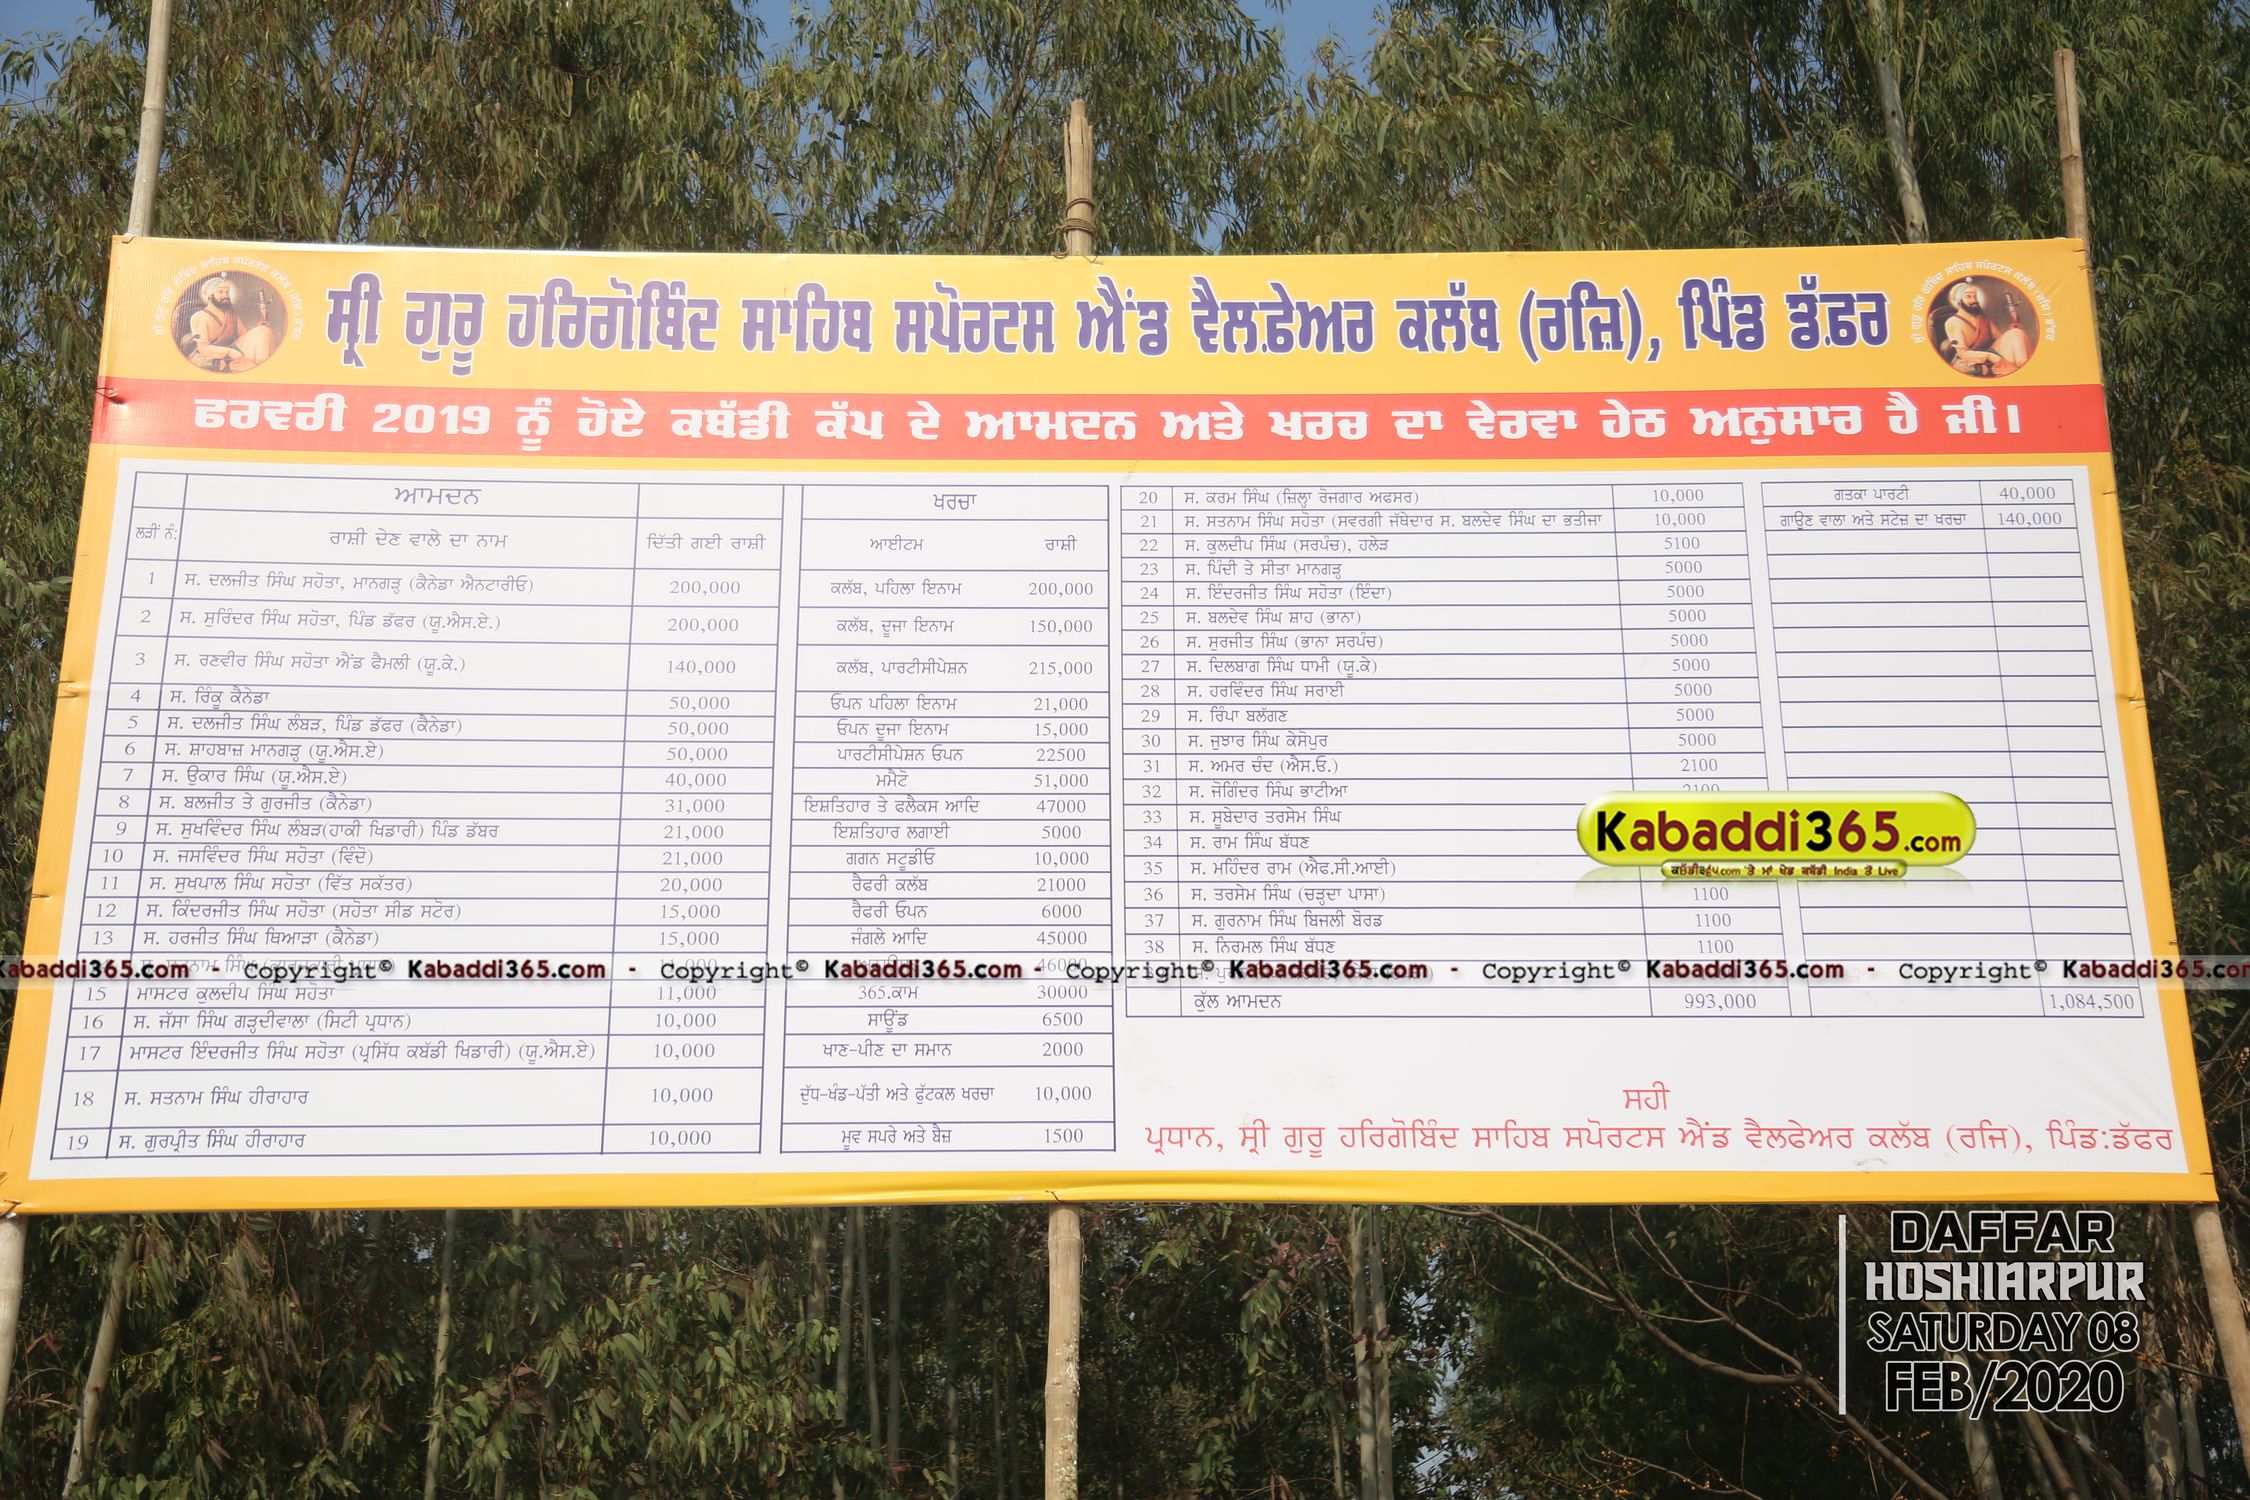 ਸ਼੍ਰੀ ਗੁਰੂ ਹਰਿਗੋਬਿੰਦ ਸਾਹਿਬ ਸਪੋਰਟਸ ਐਂਡ ਵੈਲਫ਼ੇਅਰ ਕਲੱਬ (ਰਜ਼ਿ), ਪਿੰਡ ਡੱਫ਼ਰ
ਫਰਵਰੀ 2019 ਨੂੰ ਹੋਏ ਕਬੱਡੀ ਕੱਪ ਦੇ ਆਮਦਨ ਅਤੇ ਖਰਚ ਦਾ ਵੇਰਵਾ ਹੇਠ ਅਨੁਸਾਰ ਹੈ ਜੀ।
ਆਮਦਨ
ਲੜੀਂ ਨੰ: ਰਾਸ਼ੀ ਦੇਣ ਵਾਲੇ ਦਾ ਨਾਮ ਦਿੱਤੀ ਗਈ ਰਾਸ਼ੀ
1 ਸ. ਦਲਜੀਤ ਸਿੰਘ ਸਹੋਤਾ, ਮਾਨਗੜ੍ਹ (ਕੈਨੇਡਾ ਐਨਟਾਰੀਓ) 200,000
2 ਸ. ਸੁਰਿੰਦਰ ਸਿੰਘ ਸਹੋਤਾ, ਪਿੰਡ ਡੱਫਰ (ਯੂ.ਐਸ.ਏ.) 200,000
3 ਸ. ਰਣਵੀਰ ਸਿੰਘ ਸਹੋਤਾ ਐਂਡ ਫੈਮਲੀ (ਯੂ.ਕੇ.) 140,000
4 ਸ. ਰਿੰਕੂ ਕੈਨੇਡਾ 50,000
5 ਸ. ਦਲਜੀਤ ਸਿੰਘ ਲੰਬੜ, ਪਿੰਡ ਡੱਫਰ (ਕੈਨੇਡਾ) 50,000
6 ਸ. ਸ਼ਾਹਬਾਜ਼ ਮਾਨਗੜ੍ਹ (ਯੂ.ਐਸ.ਏ) 50,000
7 ਸ. ਉਕਾਰ ਸਿੰਘ (ਯੂ.ਐਸ.ਏ) 40,000
8 ਸ. ਬਲਜੀਤ ਤੇ ਗੁਰਜੀਤ (ਕੈਨੇਡਾ) 31,000
9 ਸ. ਸੁਖਵਿੰਦਰ ਸਿੰਘ ਲੰਬੜ(ਹਾਕੀ ਖਿਡਾਰੀ) ਪਿੰਡ ਡੱਬਰ 21,000
10 ਸ. ਜਸਵਿੰਦਰ ਸਿੰਘ ਸਹੋਤਾ (ਵਿੰਦੋ) 21,000
11 ਸ. ਸੁਖਪਾਲ ਸਿੰਘ ਸਹੋਤਾ (ਵਿੱਤ ਸਕੱਤਰ) 20,000
12 ਸ. ਕਿੰਦਰਜੀਤ ਸਿੰਘ ਸਹੋਤਾ (ਸਹੋਤਾ ਸੀਡ ਸਟੋਰ) 15,000
13 ਸ. ਹਰਜੀਤ ਸਿੰਘ ਥਿਆੜਾ (ਕੈਨੇਡਾ) 15,000
15 ਮਾਸਟਰ ਕੁਲਦੀਪ ਸਿੰਘ ਸਹੋਤਾ 11,000
16 ਸ. ਜੱਸਾ ਸਿੰਘ ਗੜ੍ਹਦੀਵਾਲਾ (ਸਿਟੀ ਪ੍ਰਧਾਨ) 10,000
17 ਮਾਸਟਰ ਇੰਦਰਜੀਤ ਸਿੰਘ ਸਹੋਤਾ (ਪ੍ਰਸਿੱਧ ਕਬੱਡੀ ਖਿਡਾਰੀ) (ਯੂ.ਐਸ.ਏ) 10,000
18 ਸ. ਸਤਨਾਮ ਸਿੰਘ ਹੀਰਾਹਾਰ 10,000
19 ਸ. ਗੁਰਪ੍ਰੀਤ ਸਿੰਘ ਹੀਰਾਹਾਰ 10,000
ਖਰਚਾ
ਆਈਟਮ ਰਾਸ਼ੀ
ਕਲੱਬ, ਪਹਿਲਾ ਇਨਾਮ 200,000
ਕਲੱਬ, ਦੂਜਾ ਇਨਾਮ 150,000
ਕਲੱਬ, ਪਾਰਟੀਸੀਪੇਸ਼ਨ 215,000
ਓਪਨ ਪਹਿਲਾ ਇਨਾਮ 21,000
ਓਪਨ ਦੂਜਾ ਇਨਾਮ 15,000
ਪਾਰਟੀਸੀਪੇਸ਼ਨ ਓਪਨ 22500
ਮਮੈਟੋ 51,000
ਇਸ਼ਤਿਹਾਰ ਤੇ ਫਲੈਕਸ ਆਦਿ 47000
ਇਸ਼ਤਿਹਾਰ ਲਗਾਈ 5000
ਗਗਨ ਸਟੂਡੀਓ 10,000
ਰੈਫਰੀ ਕਲੱਬ 21000
ਰੈਫਰੀ ਓਪਨ 6000
ਜੰਗਲੇ ਆਦਿ 45000
46000
365.ਕਾਮ 30000
ਸਾਊਂਡ 6500
ਖਾਣ-ਪੀਣ ਦਾ ਸਮਾਨ 2000
ਦੁੱਧ-ਖੰਡ-ਪੱਤੀ ਅਤੇ ਫੁੱਟਕਲ ਖਰਚਾ 10,000
ਮੂਵ ਸਪਰੇ ਅਤੇ ਬੈਜ਼ 1500
20 ਸ. ਕਰਮ ਸਿੰਘ (ਜ਼ਿਲ੍ਹਾ ਰੋਜਗਾਰ ਅਫਸਰ) 10,000
21 ਸ. ਸਤਨਾਮ ਸਿੰਘ ਸਹੋਤਾ (ਸਵਰਗੀ ਜੱਥੇਦਾਰ ਸ. ਬਲਦੇਵ ਸਿੰਘ ਦਾ ਭਤੀਜਾ 10,000
22 ਸ. ਕੁਲਦੀਪ ਸਿੰਘ (ਸਰਪੰਚ), ਹਲੇੜ 5100
23 ਸ. ਪਿੰਦੀ ਤੇ ਸੀਤਾ ਮਾਨਗੜ੍ਹ 5000
24 ਸ. ਇੰਦਰਜੀਤ ਸਿੰਘ ਸਹੋਤਾ (ਇੰਦਾ) 5000
25 ਸ. ਬਲਦੇਵ ਸਿੰਘ ਸ਼ਾਹ (ਭਾਨਾ) 5000
26 ਸ. ਸੁਰਜੀਤ ਸਿੰਘ (ਭਾਨਾ ਸਰਪੰਚ) 5000
27 ਸ. ਦਿਲਬਾਗ ਸਿੰਘ ਧਾਮੀ (ਯੂ.ਕੇ) 5000
28 ਸ. ਹਰਵਿੰਦਰ ਸਿੰਘ ਸਰਾਈ 5000
29 ਸ. ਰਿੰਪਾ ਬਲੱਗਣ 5000
30 ਸ. ਜੁਝਾਰ ਸਿੰਘ ਕੇਸੋਪੁਰ 5000
31 ਸ. ਅਮਰ ਚੰਦ (ਐਸ.ਓ.) 2100
32 ਸ. ਜੋਗਿੰਦਰ ਸਿੰਘ ਭਾਟੀਆ 2100
33 ਸ. ਸੂਬੇਦਾਰ ਤਰਸੇਮ ਸਿੰਘ
34 ਸ. ਰਾਮ ਸਿੰਘ ਬੱਧਣ
35 ਸ. ਮਹਿੰਦਰ ਰਾਮ (ਐਫ.ਸੀ.ਆਈ)
36 ਸ. ਤਰਸੇਮ ਸਿੰਘ (ਚੜ੍ਹਦਾ ਪਾਸਾ) 1100
37 ਸ. ਗੁਰਨਾਮ ਸਿੰਘ ਬਿਜਲੀ ਬੋਰਡ 1100
38 ਸ. ਨਿਰਮਲ ਸਿੰਘ ਬੱਧਣ 1100
ਕੁੱਲ ਆਮਦਨ 993,000
ਗਤਕਾ ਪਾਰਟੀ 40,000
ਗਾਉਣ ਵਾਲਾ ਅਤੇ ਸਟੇਜ਼ ਦਾ ਖਰਚਾ 140,000
1,084,500
Kabaddi365.com
Kabaddi365.com - Copyright© Kabaddi365.com - Copyright© Kabaddi365.com - Copyright© Kabaddi365.com - Copyright© Kabaddi365.com - Copyright© Kabaddi365.com
ਸਹੀ
ਪ੍ਰਧਾਨ, ਸ਼੍ਰੀ ਗੁਰੂ ਹਰਿਗੋਬਿੰਦ ਸਾਹਿਬ ਸਪੋਰਟਸ ਐਂਡ ਵੈਲਫੇਅਰ ਕਲੱਬ (ਰਜਿ), ਪਿੰਡ:ਡੱਫਰ
DAFFAR
HOSHIARPUR
SATURDAY 08
FEB/2020